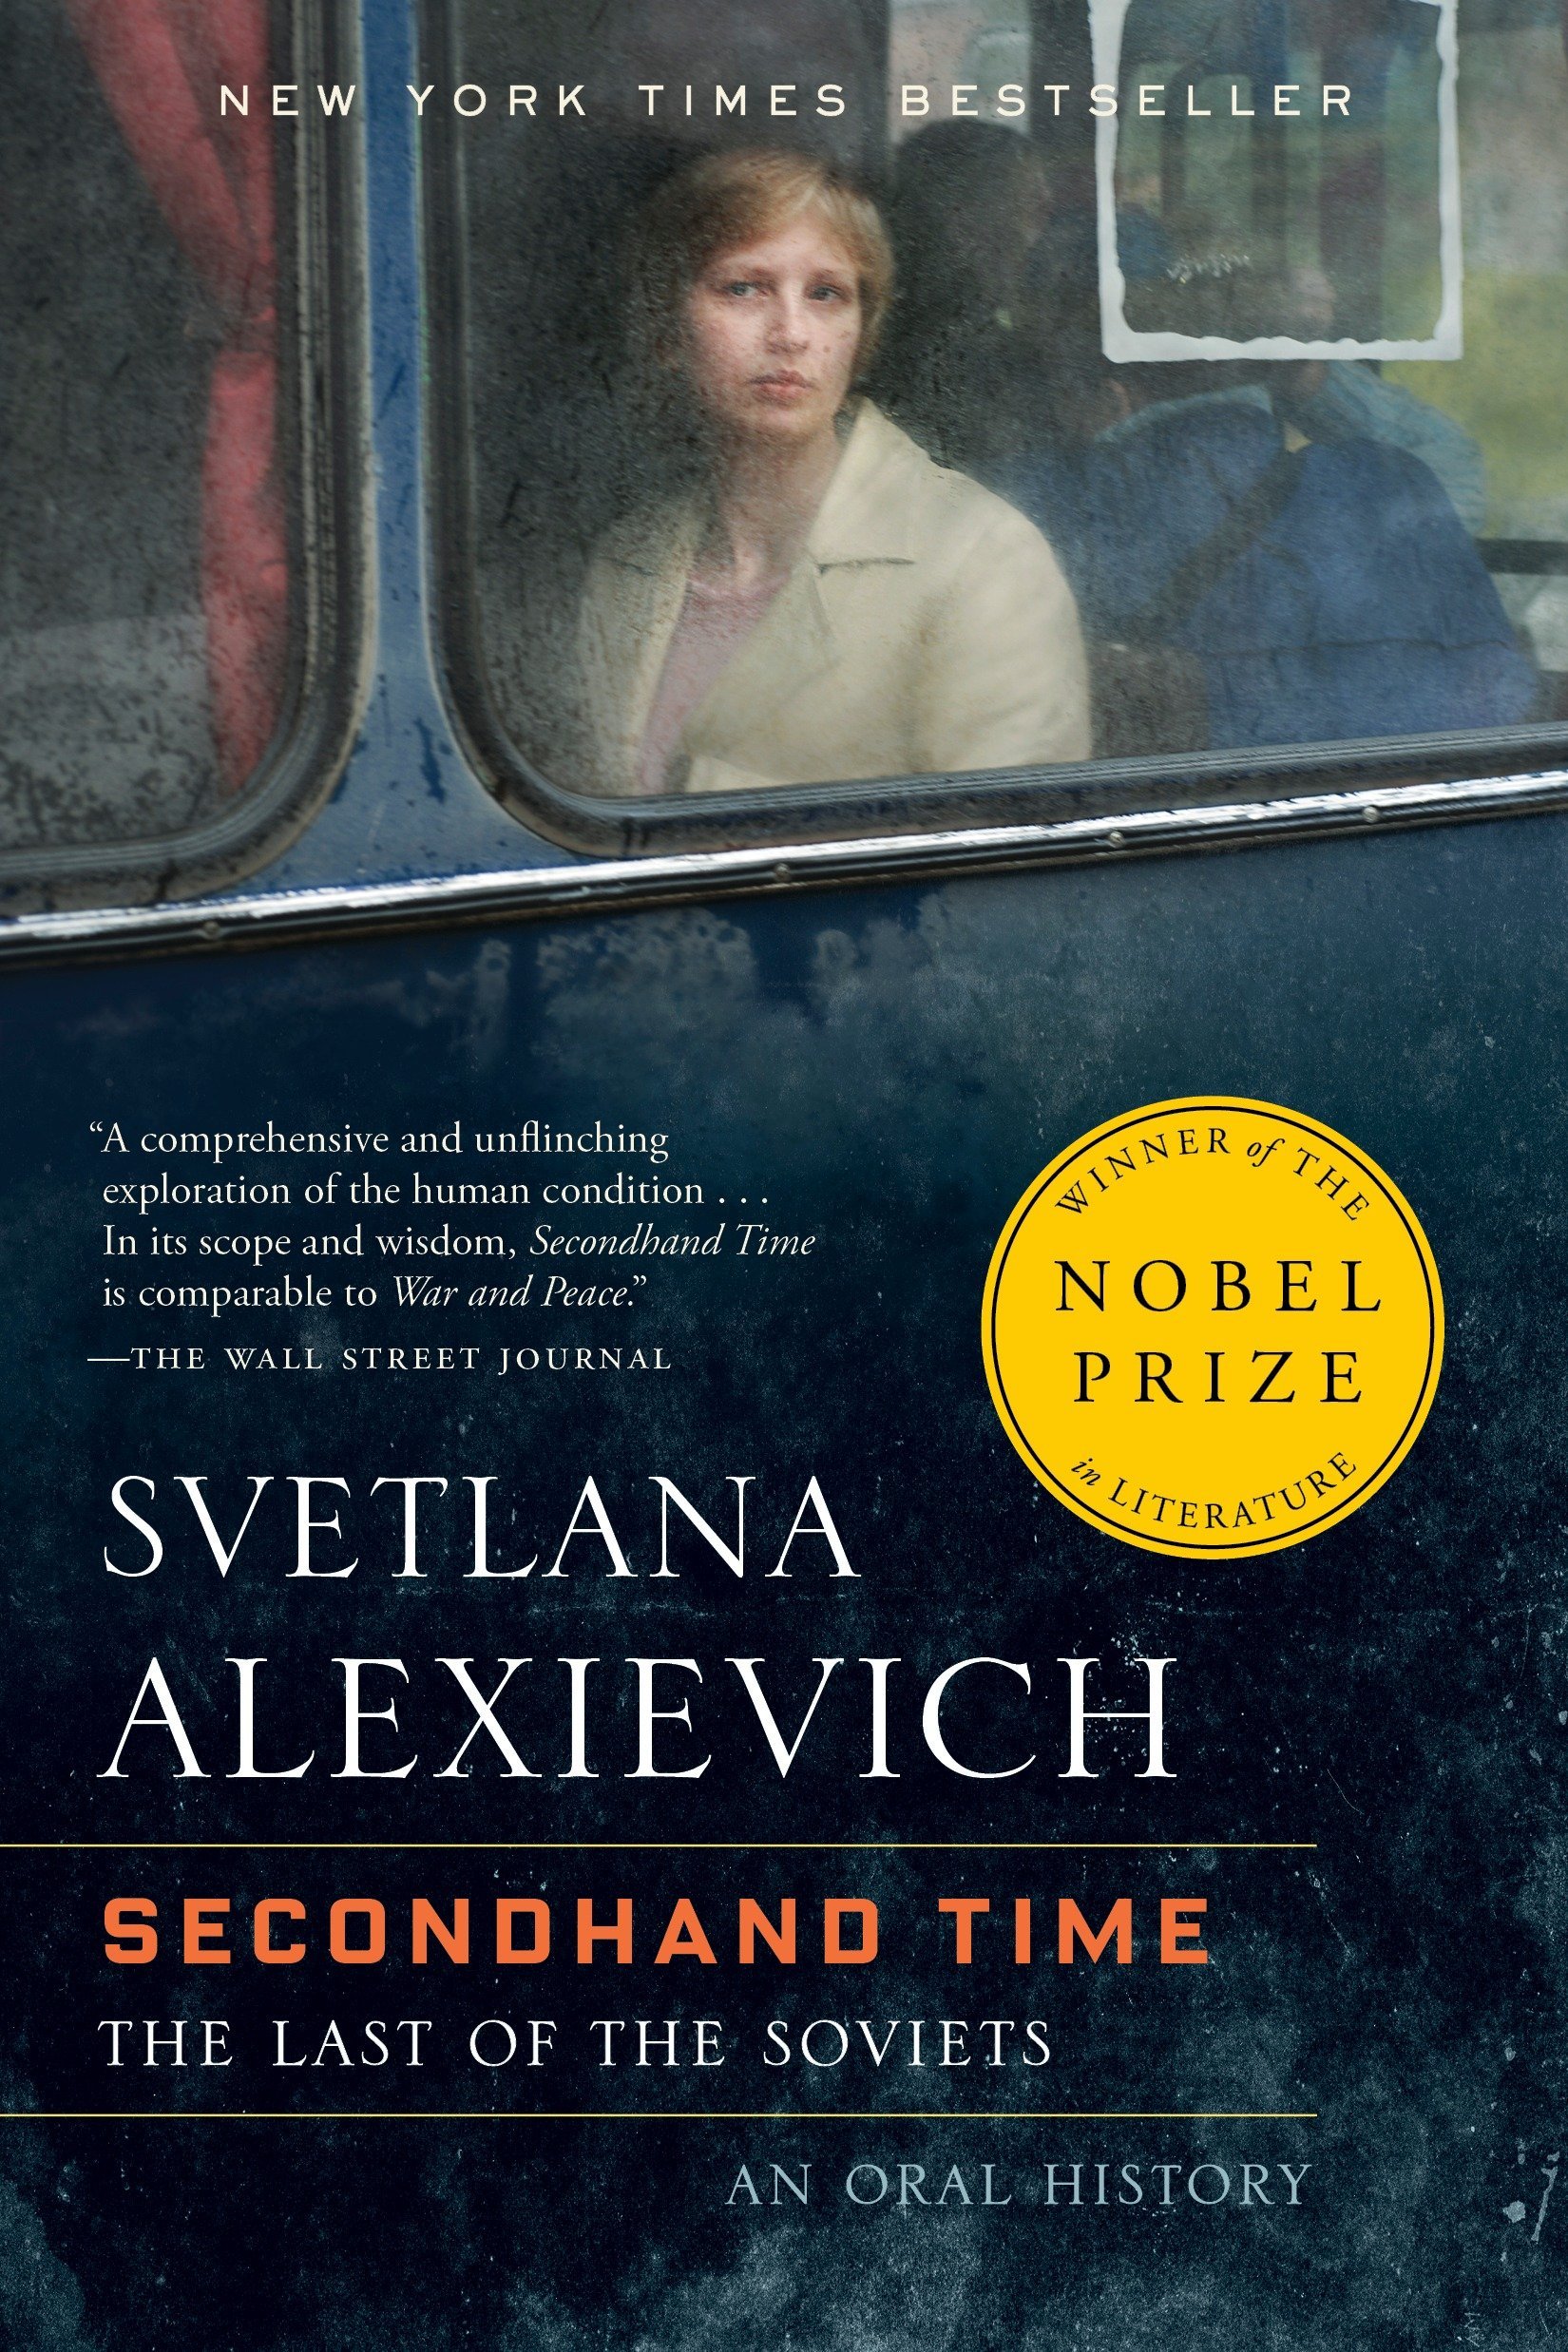 NEW YORK TIMES BESTSELLER
“A comprehensive and unflinching
exploration of the human condition . . .
In its scope and wisdom, Secondhand Time
is comparable to War and Peace.”
—THE WALL STREET JOURNAL
WINNER of THE
NOBEL
PRIZE
in LITERATURE
SVETLANA
ALEXIEVICH
SECONDHAND TIME
THE LAST OF THE SOVIETS
AN ORAL HISTORY